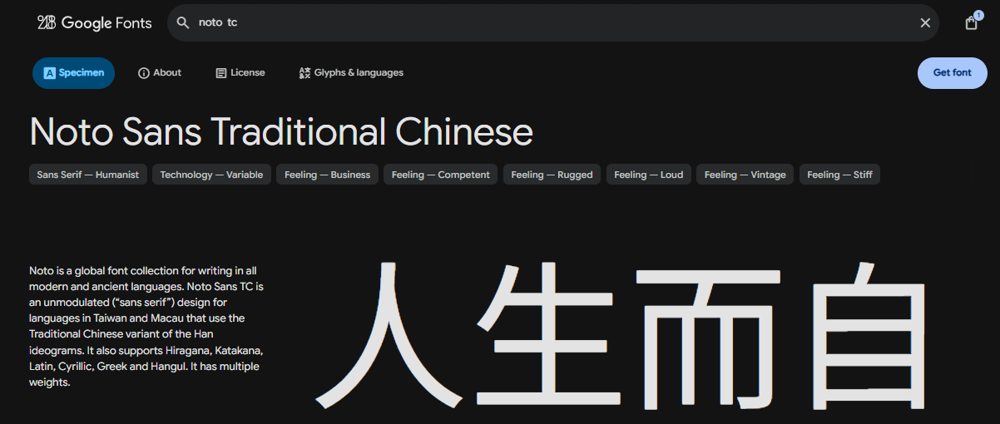 Google Fonts
noto tc
1
Specimen
About
License
Glyphs & languages
Get font
Noto Sans Traditional Chinese
Sans Serif — Humanist
Technology — Variable
Feeling — Business
Feeling — Competent
Feeling — Rugged
Feeling — Loud
Feeling — Vintage
Feeling — Stiff
Noto is a global font collection for writing in all
modern and ancient languages. Noto Sans TC is
an unmodulated (“sans serif”) design for
languages in Taiwan and Macau that use the
Traditional Chinese variant of the Han
ideograms. It also supports Hiragana, Katakana,
Latin, Cyrillic, Greek and Hangul. It has multiple
weights.
人生而自